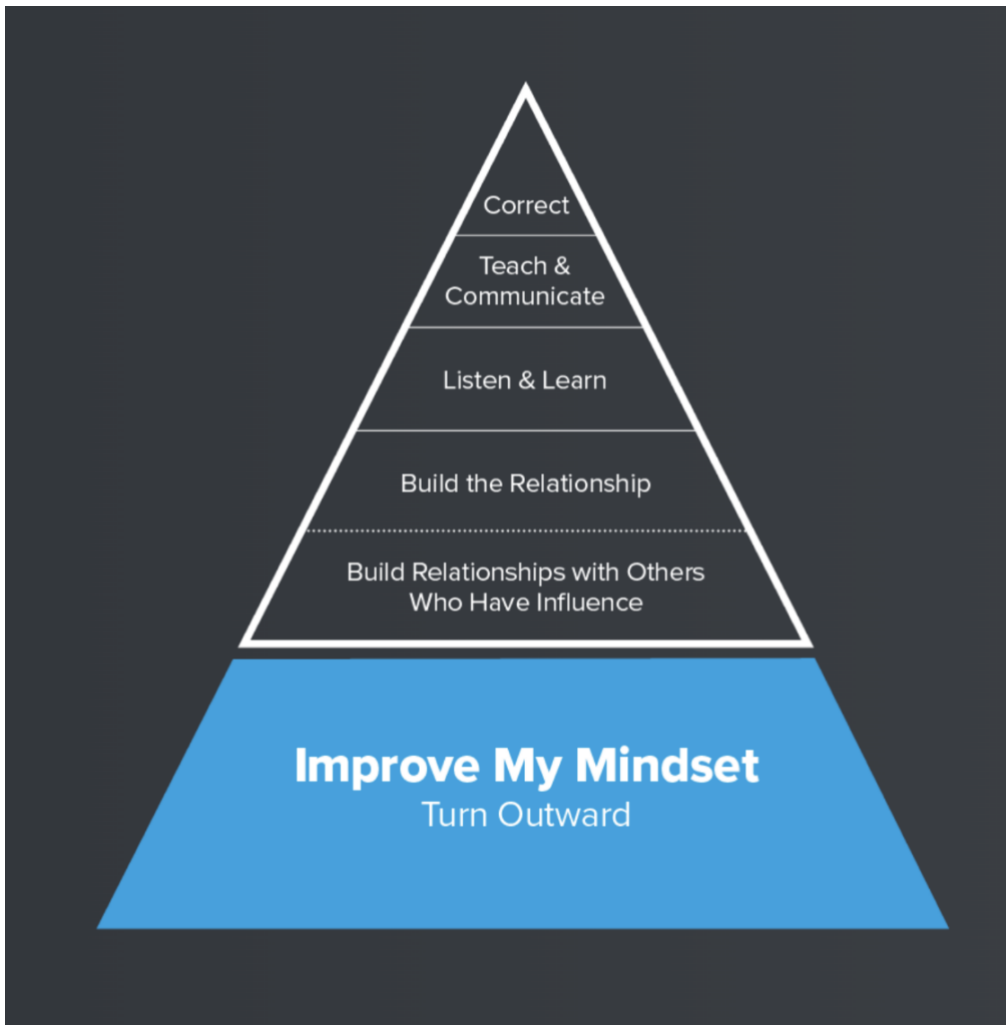 Correct
Teach &
Communicate
Listen & Learn
Build the Relationship
Build Relationships with Others
Who Have Influence
Improve My Mindset
Turn Outward